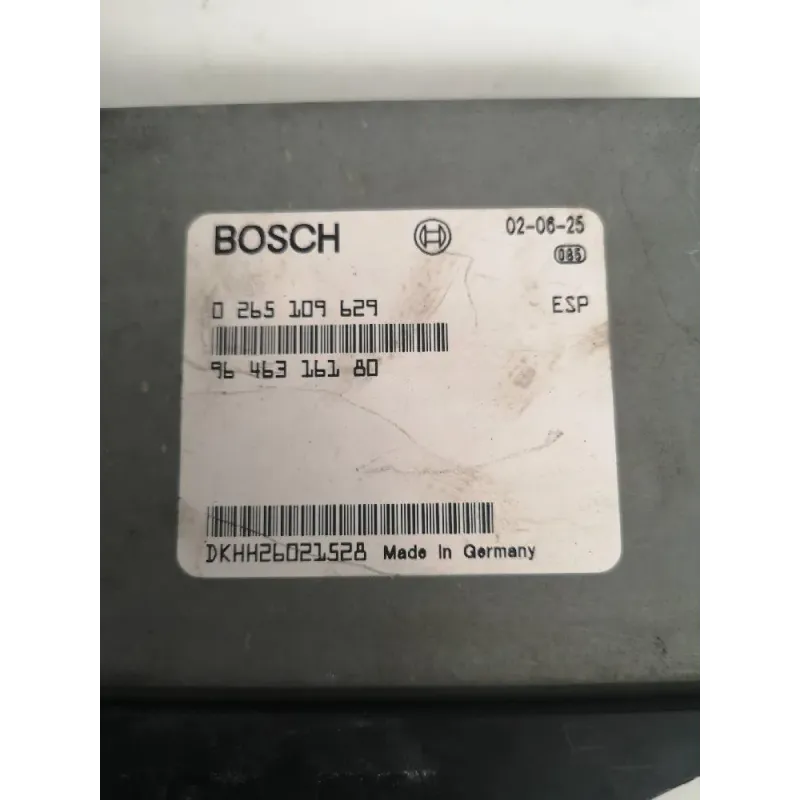 BOSCH 02-06-25
085
0 265 109 629 ESP
96 463 161 80
DKHH26021528 Made in Germany